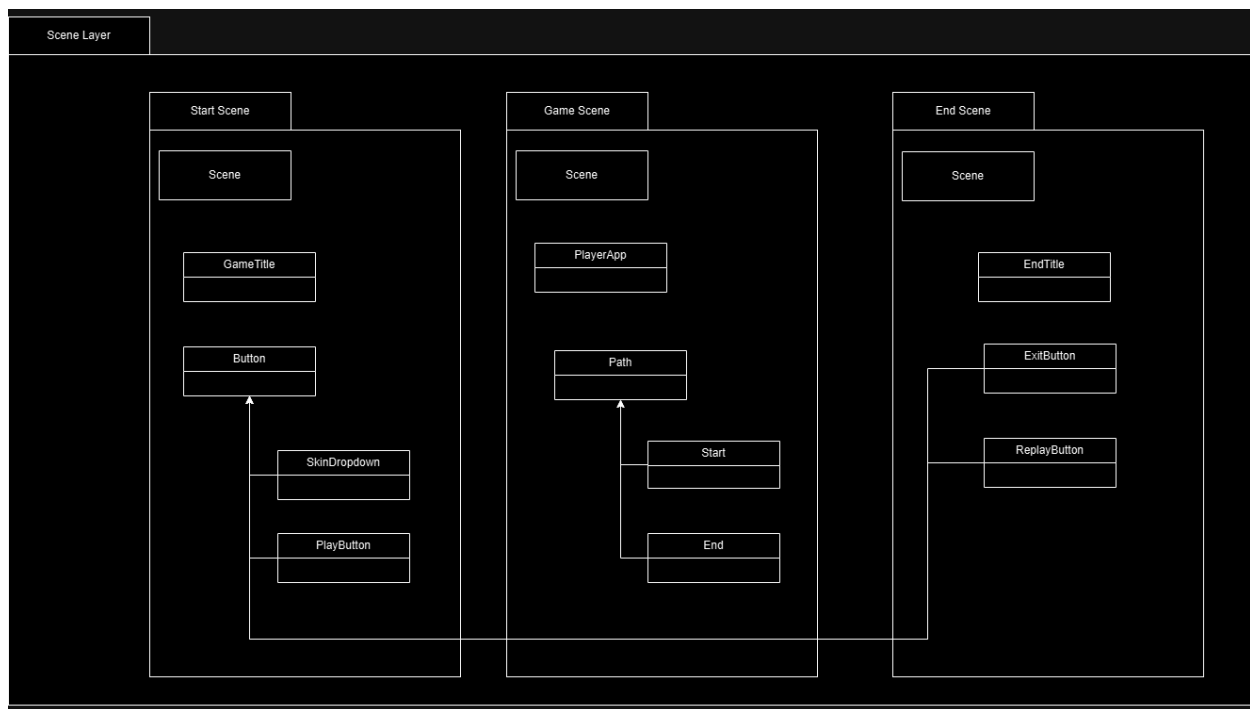 Scene Layer
Start Scene
Game Scene
End Scene
Scene
Scene
Scene
GameTitle
PlayerApp
EndTitle
Button
Path
ExitButton
SkinDropdown
Start
ReplayButton
PlayButton
End